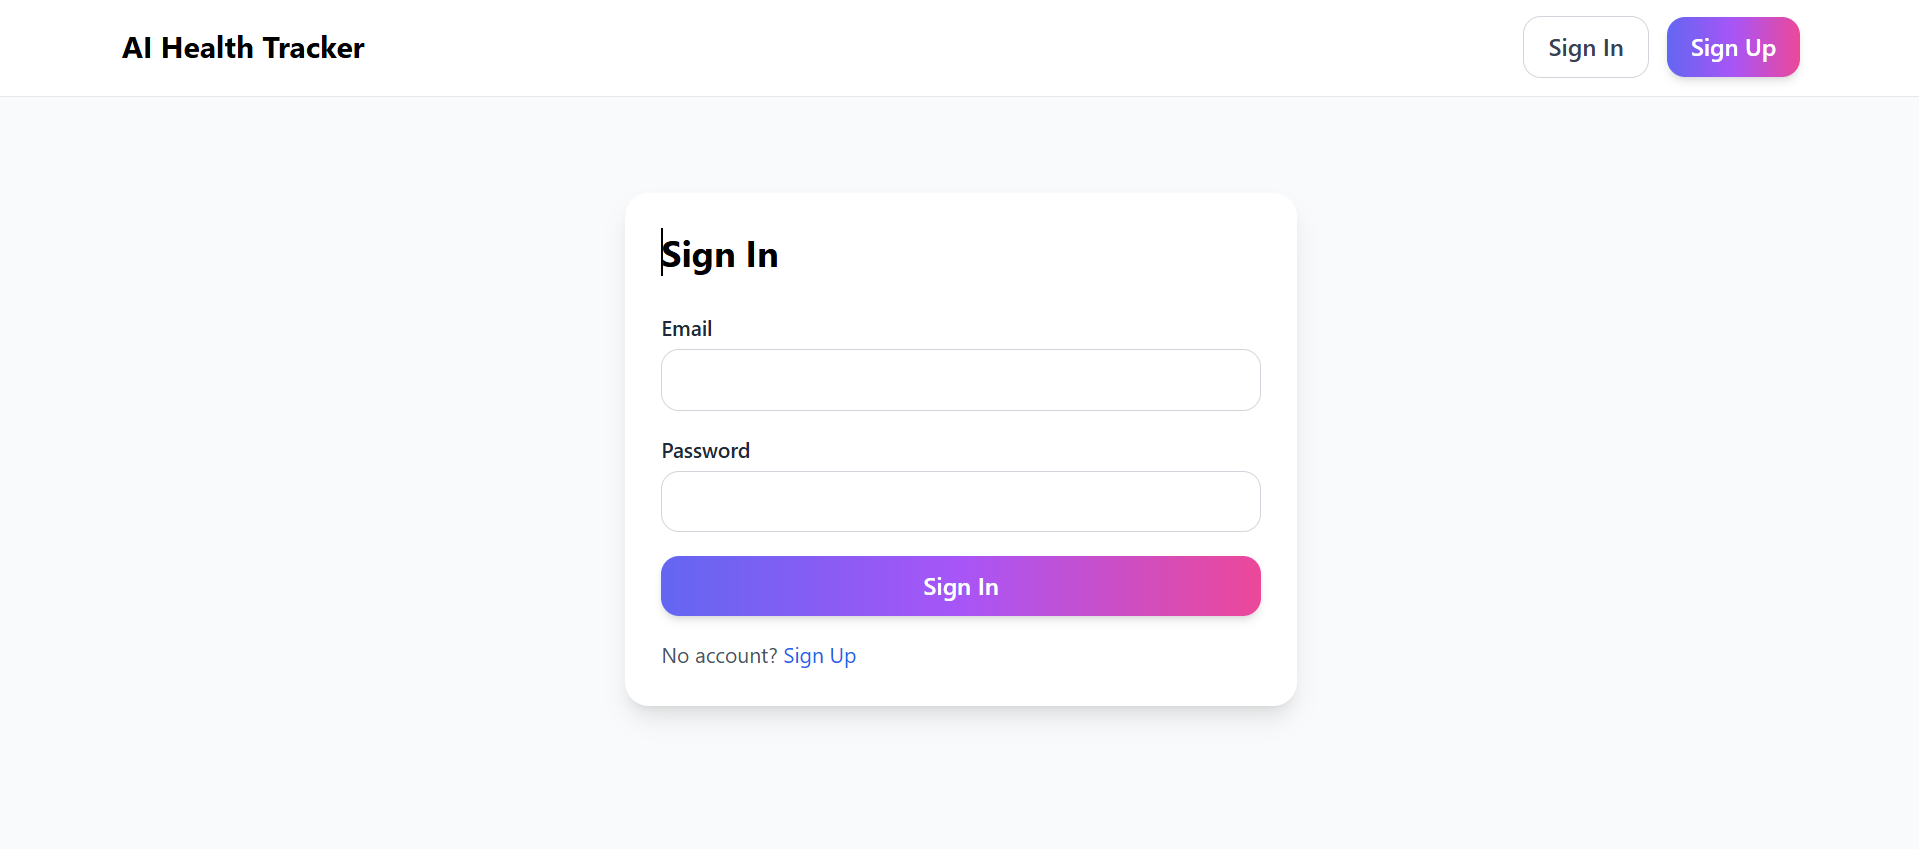 AI Health Tracker
Sign In
Sign Up
Sign In
Email
Password
Sign In
No account? Sign Up